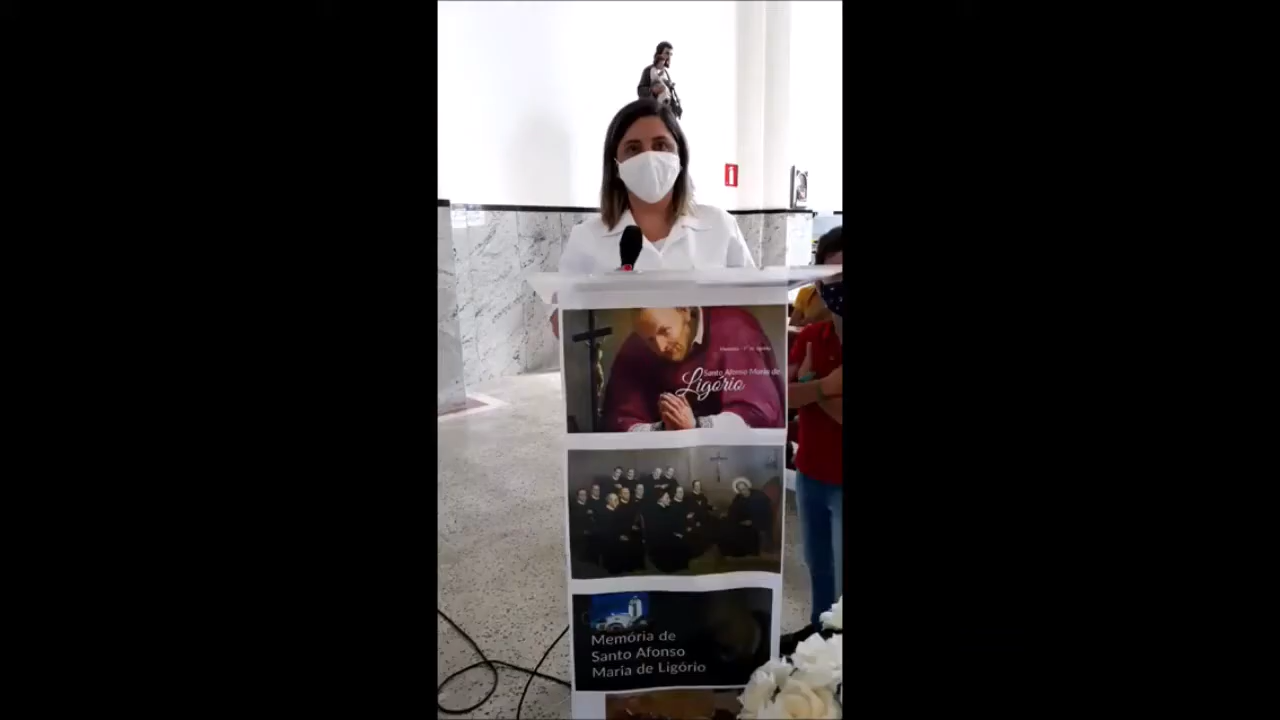 Santo Afonso Maria de
Ligório
Memória de
Santo Afonso
Maria de Ligório